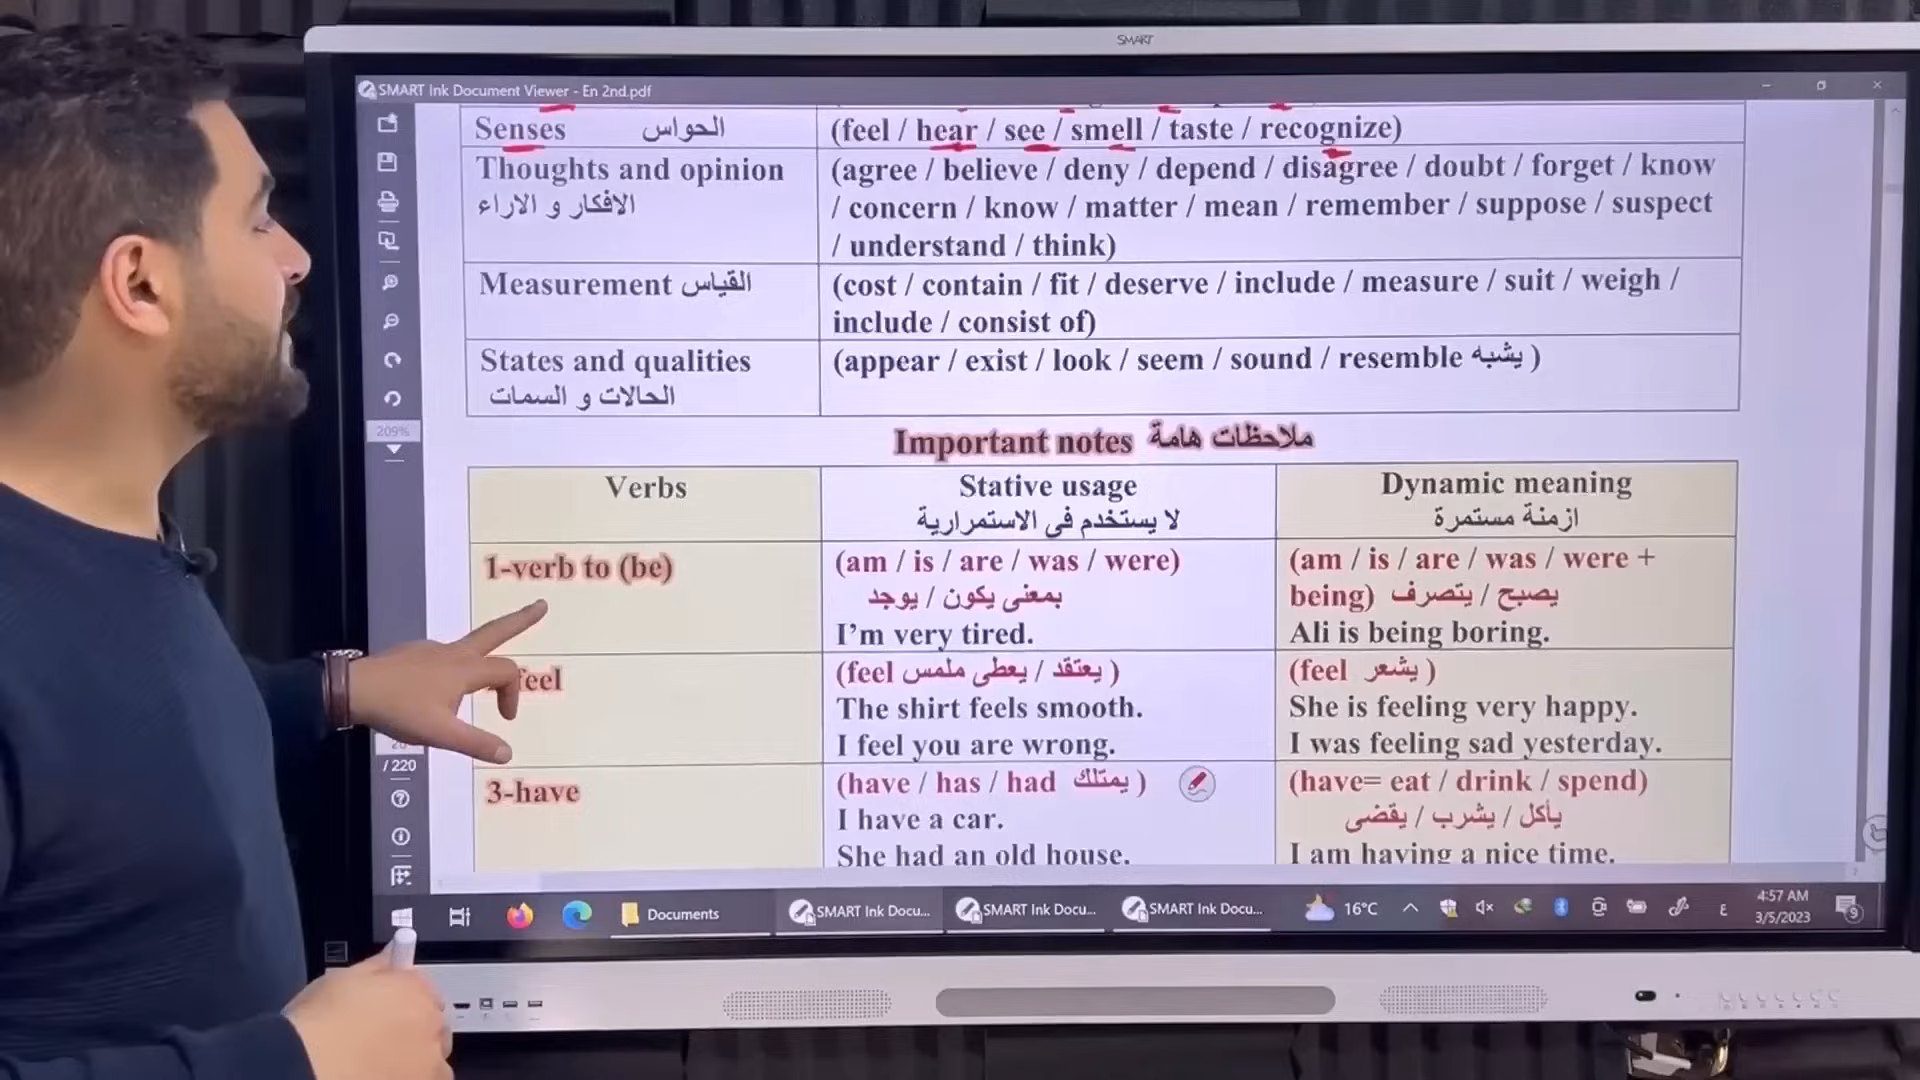 SMART
SMART Ink Document Viewer - En 2nd.pdf
Senses الحواس
(feel / hear / see / smell / taste / recognize)
Thoughts and opinion
الافكار و الاراء
(agree / believe / deny / depend / disagree / doubt / forget / know
/ concern / know / matter / mean / remember / suppose / suspect
/ understand / think)
Measurement القياس
(cost / contain / fit / deserve / include / measure / suit / weigh /
include / consist of)
States and qualities
الحالات و السمات
(appear / exist / look / seem / sound / resemble يشبه )
209%
Important notes ملاحظات هامة
Verbs
Stative usage
لا يستخدم فى الاستمرارية
Dynamic meaning
ازمنة مستمرة
1-verb to (be)
(am / is / are / was / were)
بمعنى يكون / يوجد
I'm very tired.
(am / is / are / was / were +
being) يصبح / يتصرف
Ali is being boring.
feel
(feel يعتقد / يعطى ملمس )
The shirt feels smooth.
I feel you are wrong.
(feel يشعر )
She is feeling very happy.
I was feeling sad yesterday.
/ 220
3-have
(have / has / had يمتلك )
I have a car.
She had an old house.
(have= eat / drink / spend)
يأكل / يشرب / يقضى
I am having a nice time.
Documents
SMART Ink Docu...
SMART Ink Docu...
SMART Ink Docu...
16°C
ع
4:57 AM
3/5/2023
9